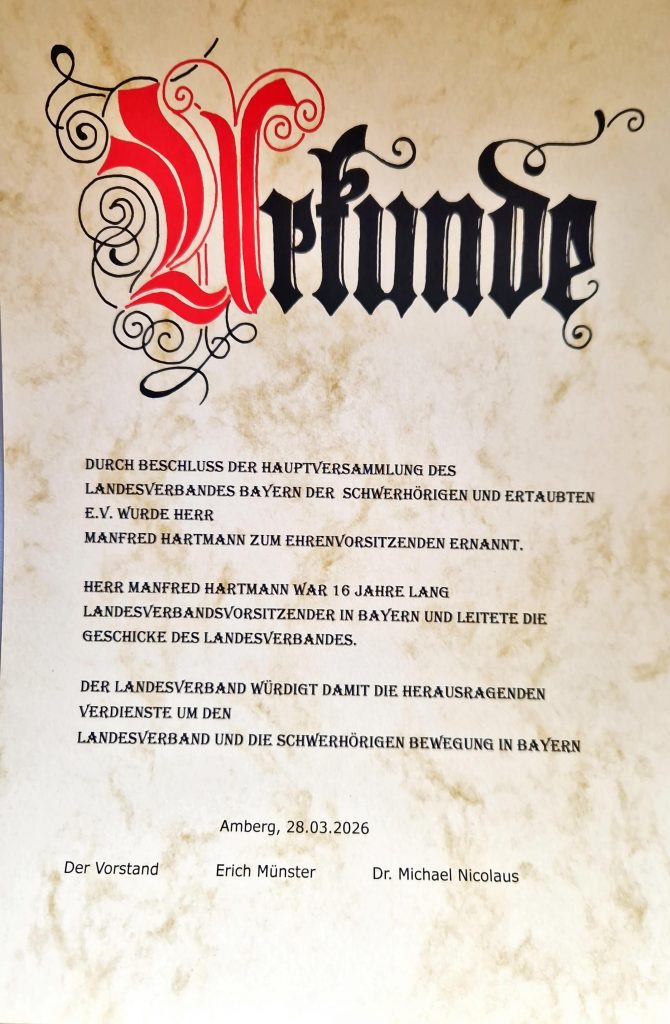 Urkunde
DURCH BESCHLUSS DER HAUPTVERSAMMLUNG DES
LANDESVERBANDES BAYERN DER SCHWERHÖRIGEN UND ERTAUBTEN
E.V. WURDE HERR
MANFRED HARTMANN ZUM EHRENVORSITZENDEN ERNANNT.
HERR MANFRED HARTMANN WAR 16 JAHRE LANG
LANDESVERBANDSVORSITZENDER IN BAYERN UND LEITETE DIE
GESCHICKE DES LANDESVERBANDES.
DER LANDESVERBAND WÜRDIGT DAMIT DIE HERAUSRAGENDEN
VERDIENSTE UM DEN
LANDESVERBAND UND DIE SCHWERHÖRIGEN BEWEGUNG IN BAYERN
Amberg, 28.03.2026
Der Vorstand Erich Münster Dr. Michael Nicolaus